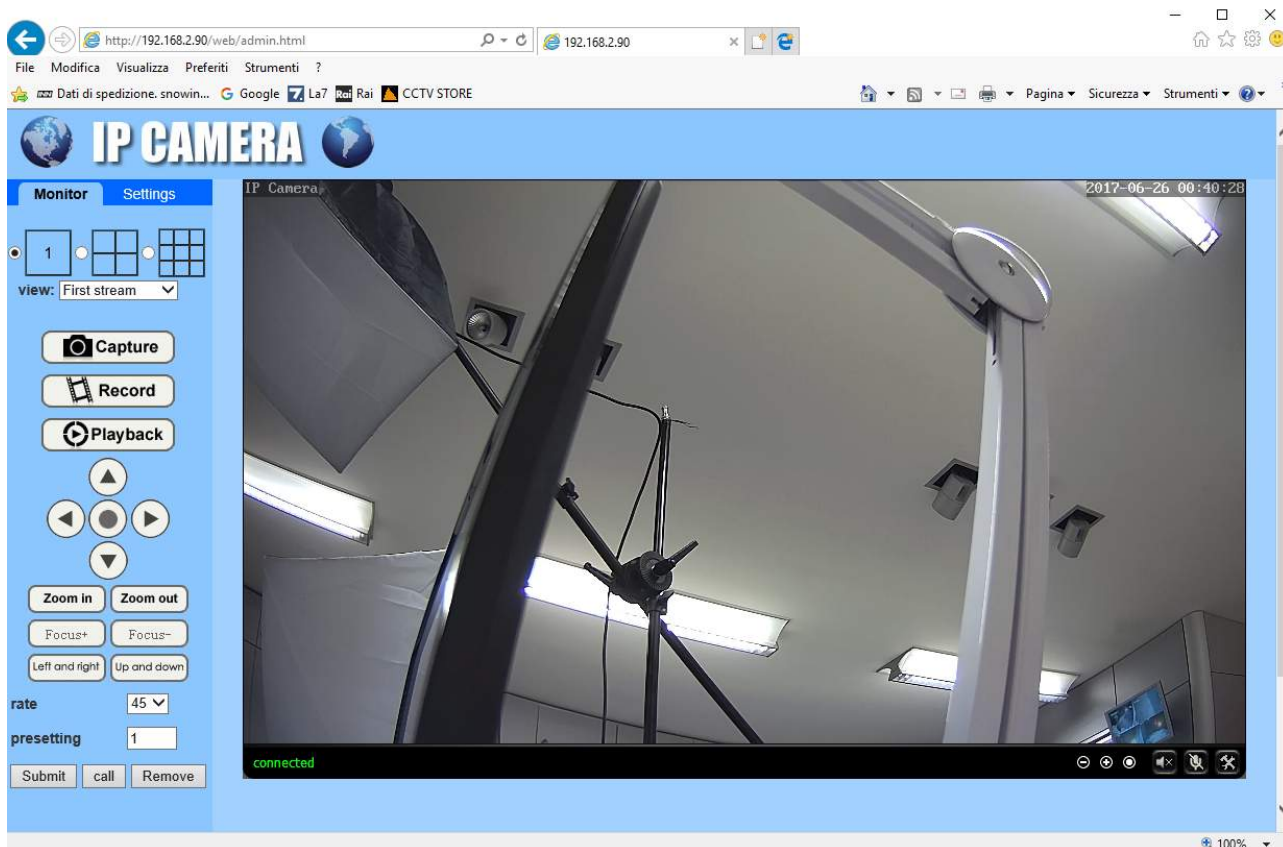 http://192.168.2.90/web/admin.html
192.168.2.90
File Modifica Visualizza Preferiti Strumenti ?
Dati di spedizione. snowin... Google La7 Rai Rai CCTV STORE
Pagina Sicurezza Strumenti
IP CAMERA
Monitor Settings
IP Camera 2017-06-26 00:40:28
1
view: First stream
Capture
Record
Playback
Zoom in Zoom out
Focus+ Focus-
Left and right Up and down
rate 45
presetting 1
Submit call Remove
connected
100%